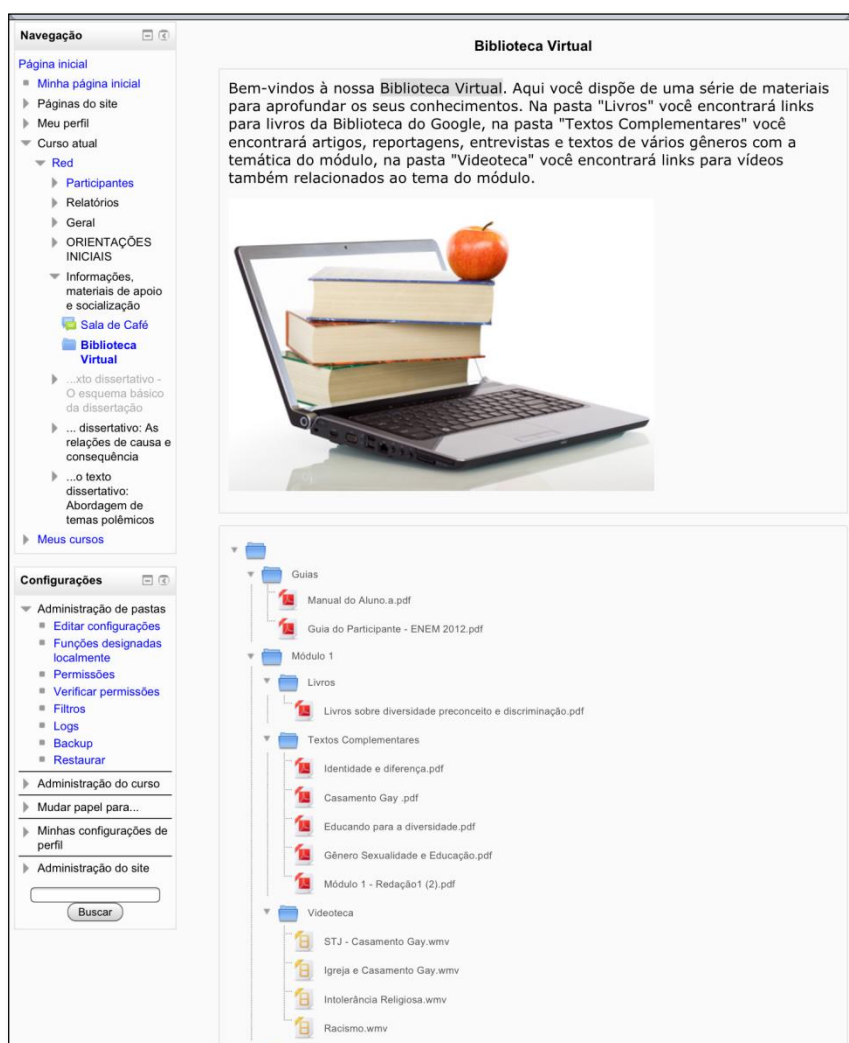 Navegação
Página inicial
Minha página inicial
Páginas do site
Meu perfil
Curso atual
Red
Participantes
Relatórios
Geral
ORIENTAÇÕES
INICIAIS
Informações,
materiais de apoio
e socialização
Sala de Café
Biblioteca
Virtual
...xto dissertativo -
O esquema básico
da dissertação
... dissertativo: As
relações de causa e
consequência
...o texto
dissertativo:
Abordagem de
temas polêmicos
Meus cursos
Configurações
Administração de pastas
Editar configurações
Funções designadas
localmente
Permissões
Verificar permissões
Filtros
Logs
Backup
Restaurar
Administração do curso
Mudar papel para...
Minhas configurações de
perfil
Administração do site
Buscar
Biblioteca Virtual
Bem-vindos à nossa Biblioteca Virtual. Aqui você dispõe de uma série de materiais
para aprofundar os seus conhecimentos. Na pasta "Livros" você encontrará links
para livros da Biblioteca do Google, na pasta "Textos Complementares" você
encontrará artigos, reportagens, entrevistas e textos de vários gêneros com a
temática do módulo, na pasta "Videoteca" você encontrará links para vídeos
também relacionados ao tema do módulo.
Guias
Manual do Aluno.a.pdf
Guia do Participante - ENEM 2012.pdf
Módulo 1
Livros
Livros sobre diversidade preconceito e discriminação.pdf
Textos Complementares
Identidade e diferença.pdf
Casamento Gay .pdf
Educando para a diversidade.pdf
Gênero Sexualidade e Educação.pdf
Módulo 1 - Redação1 (2).pdf
Videoteca
STJ - Casamento Gay.wmv
Igreja e Casamento Gay.wmv
Intolerância Religiosa.wmv
Racismo.wmv